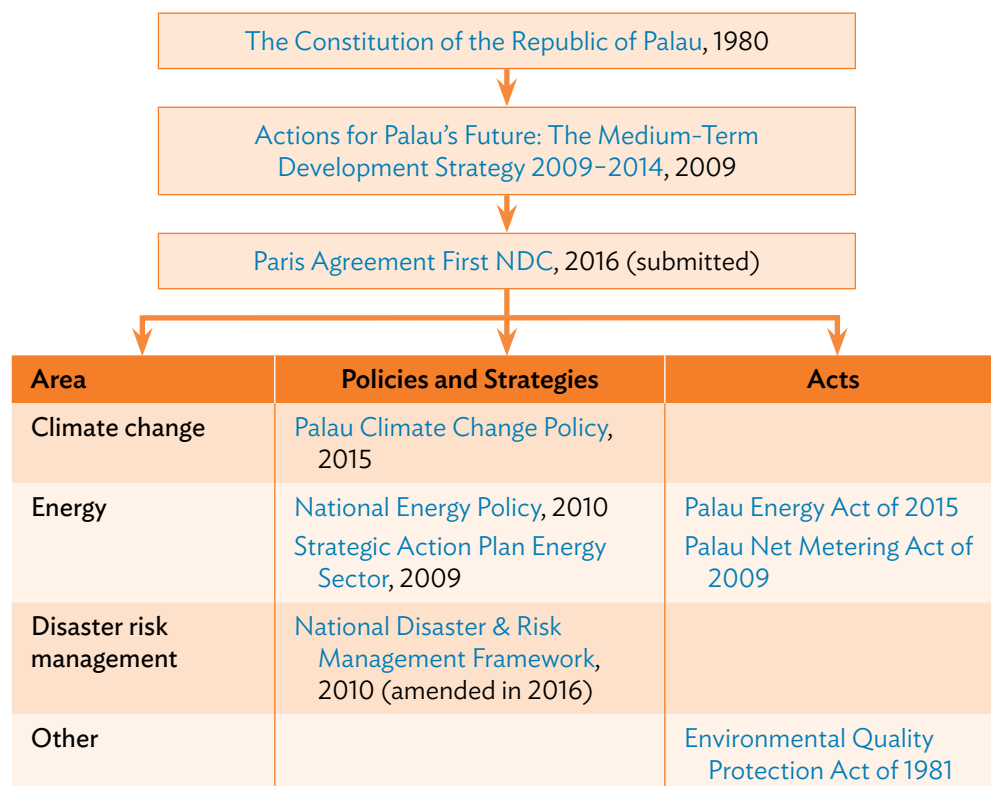 The Constitution of the Republic of Palau, 1980
Actions for Palau's Future: The Medium-Term
Development Strategy 2009–2014, 2009
Paris Agreement First NDC, 2016 (submitted)
Area
Policies and Strategies
Acts
Climate change
Palau Climate Change Policy,
2015
Energy
National Energy Policy, 2010
Strategic Action Plan Energy
Sector, 2009
Palau Energy Act of 2015
Palau Net Metering Act of
2009
Disaster risk
management
National Disaster & Risk
Management Framework,
2010 (amended in 2016)
Other
Environmental Quality
Protection Act of 1981